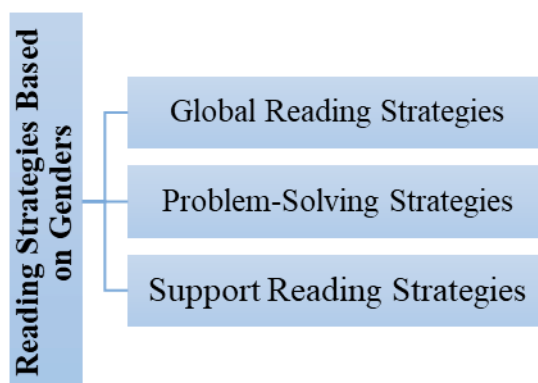 Reading Strategies Based
on Genders
Global Reading Strategies
Problem-Solving Strategies
Support Reading Strategies